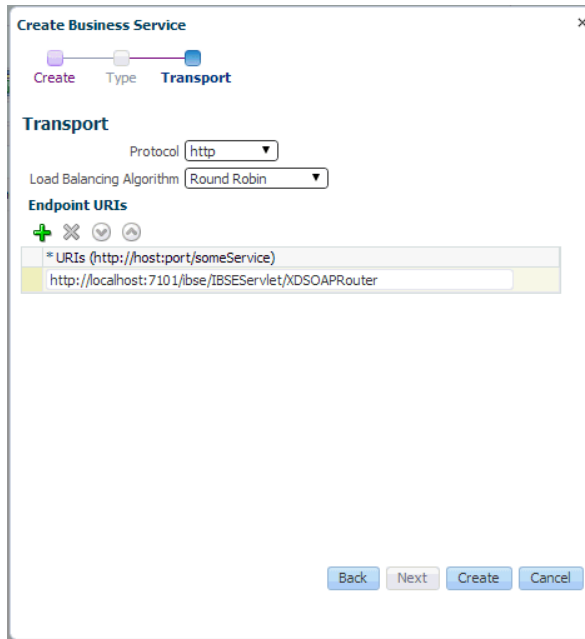 Create Business Service
×
Create Type Transport
Transport
Protocol http
Load Balancing Algorithm Round Robin
Endpoint URIs
* URIs (http://host:port/someService)
http://localhost:7101/ibse/IBSEServlet/XDSOAPRouter
Back Next Create Cancel